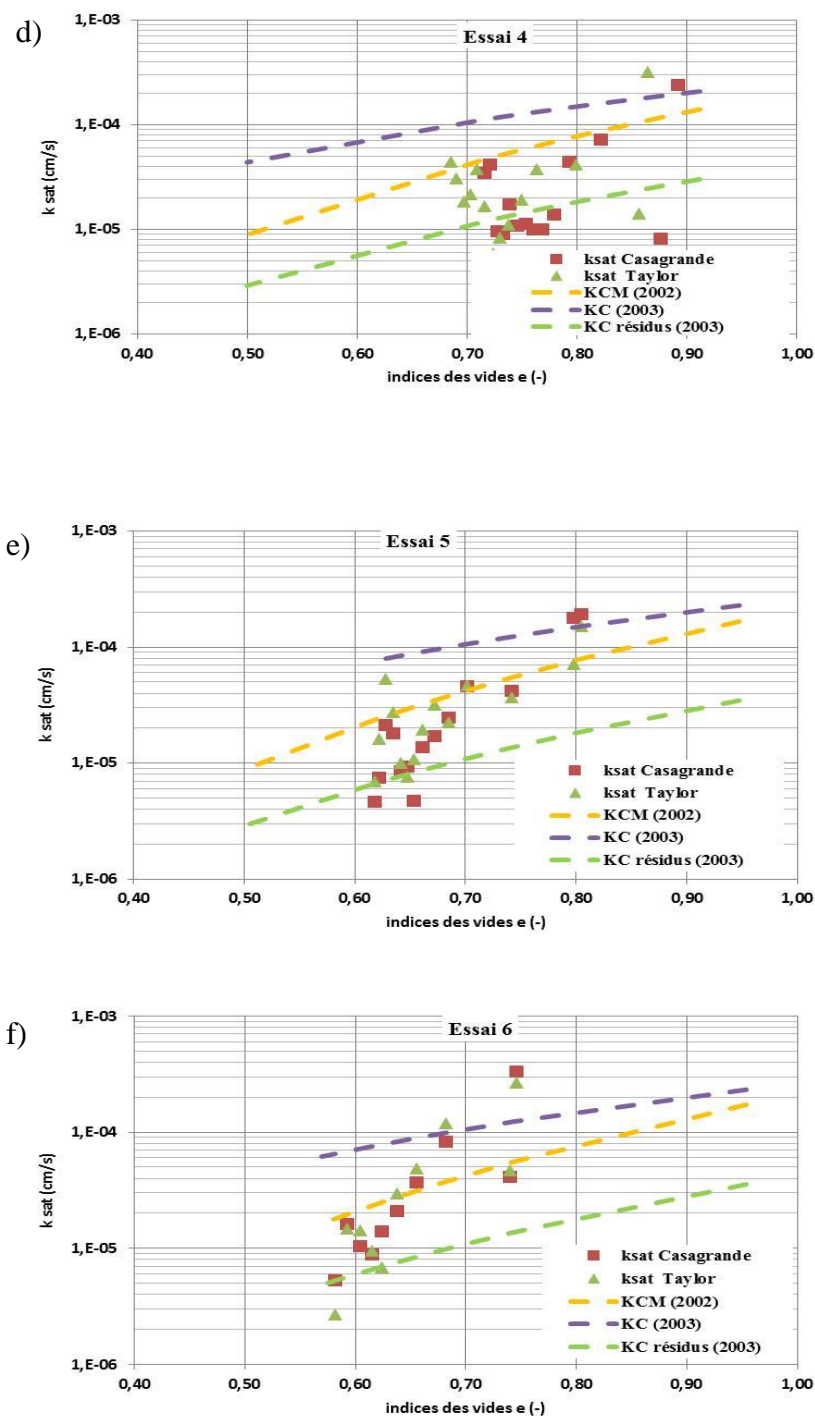 d)
Essai 4
1,E-03
1,E-04
1,E-05
1,E-06
k sat (cm/s)
ksat Casagrande
ksat Taylor
KCM (2002)
KC (2003)
KC résidus (2003)
0,40 0,50 0,60 0,70 0,80 0,90 1,00
indices des vides e (-)
e)
Essai 5
1,E-03
1,E-04
1,E-05
1,E-06
k sat (cm/s)
ksat Casagrande
ksat Taylor
KCM (2002)
KC (2003)
KC résidus (2003)
0,40 0,50 0,60 0,70 0,80 0,90 1,00
indices des vides e (-)
f)
Essai 6
1,E-03
1,E-04
1,E-05
1,E-06
k sat (cm/s)
ksat Casagrande
ksat Taylor
KCM (2002)
KC (2003)
KC résidus (2003)
0,40 0,50 0,60 0,70 0,80 0,90 1,00
indices des vides e (-)